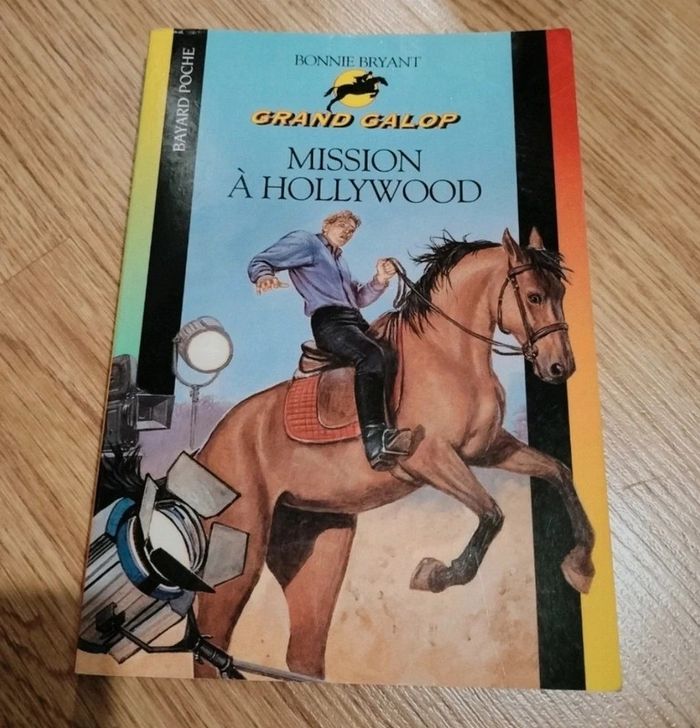 BAYARD POCHE
BONNIE BRYANT
GRAND GALOP
MISSION
À HOLLYWOOD